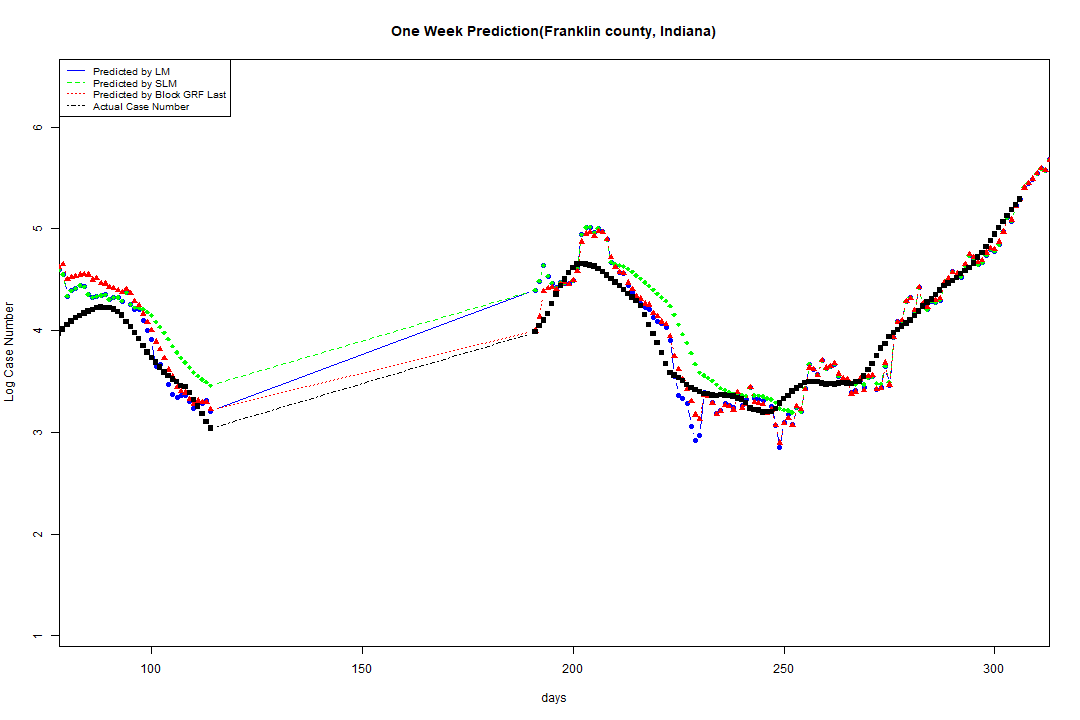 One Week Prediction(Franklin county, Indiana)
Predicted by LM
Predicted by SLM
Predicted by Block GRF Last
Actual Case Number
Log Case Number
6
5
4
3
2
1
100 150 200 250 300
days